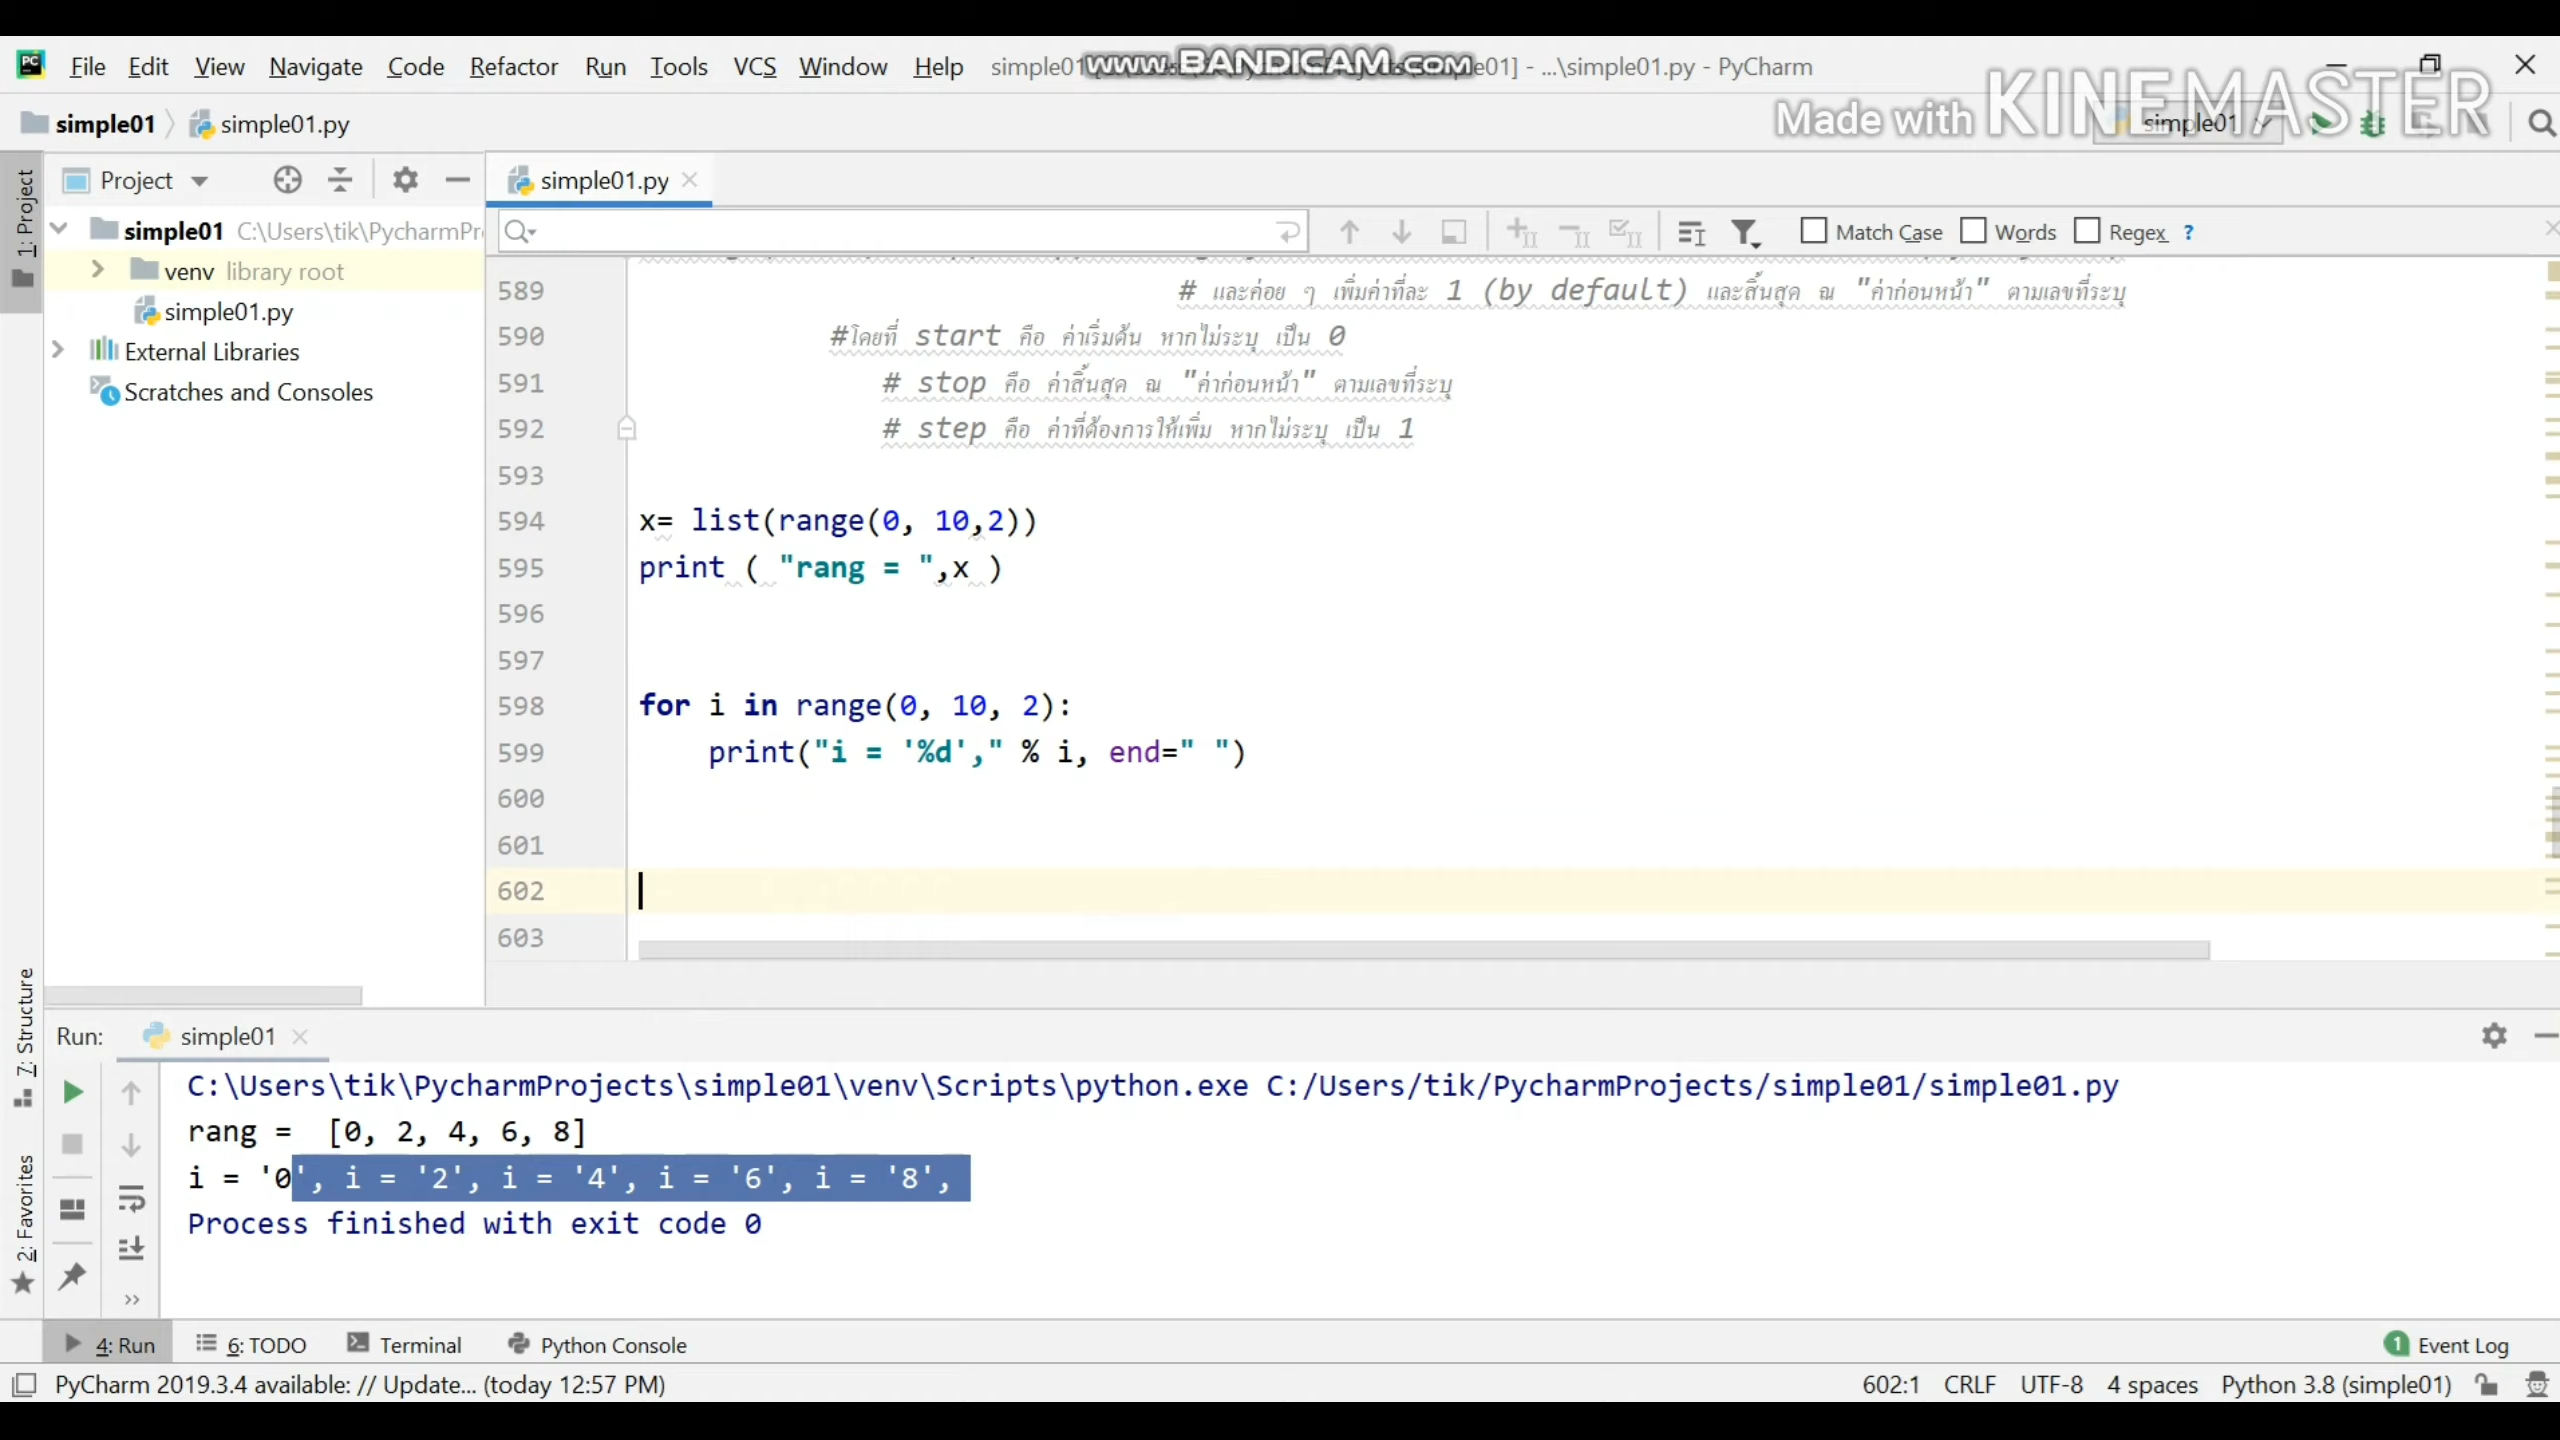 File Edit View Navigate Code Refactor Run Tools VCS Window Help simple01 ...\simple01.py - PyCharm
www.BANDICAM.com
Made with KINEMASTER
simple01 simple01.py simple01
1: Project
Project
simple01.py
simple01 C:\Users\tik\PycharmPr
venv library root
simple01.py
External Libraries
Scratches and Consoles
Match Case Words Regex ?
589 # และค่อย ๆ เพิ่มค่าทีละ 1 (by default) และสิ้นสุด ณ "ค่าก่อนหน้า" ตามเลขที่ระบุ
590 #โดยที่ start คือ ค่าเริ่มต้น หากไม่ระบุ เป็น 0
591 # stop คือ ค่าสิ้นสุด ณ "ค่าก่อนหน้า" ตามเลขที่ระบุ
592 # step คือ ค่าที่ต้องการให้เพิ่ม หากไม่ระบุ เป็น 1
593
594 x= list(range(0, 10,2))
595 print ( "rang = ",x )
596
597
598 for i in range(0, 10, 2):
599 print("i = '%d'," % i, end=" ")
600
601
602
603
7: Structure
2: Favorites
Run: simple01
C:\Users\tik\PycharmProjects\simple01\venv\Scripts\python.exe C:/Users/tik/PycharmProjects/simple01/simple01.py
rang = [0, 2, 4, 6, 8]
i = '0', i = '2', i = '4', i = '6', i = '8',
Process finished with exit code 0
4: Run 6: TODO Terminal Python Console 1 Event Log
PyCharm 2019.3.4 available: // Update... (today 12:57 PM) 602:1 CRLF UTF-8 4 spaces Python 3.8 (simple01)